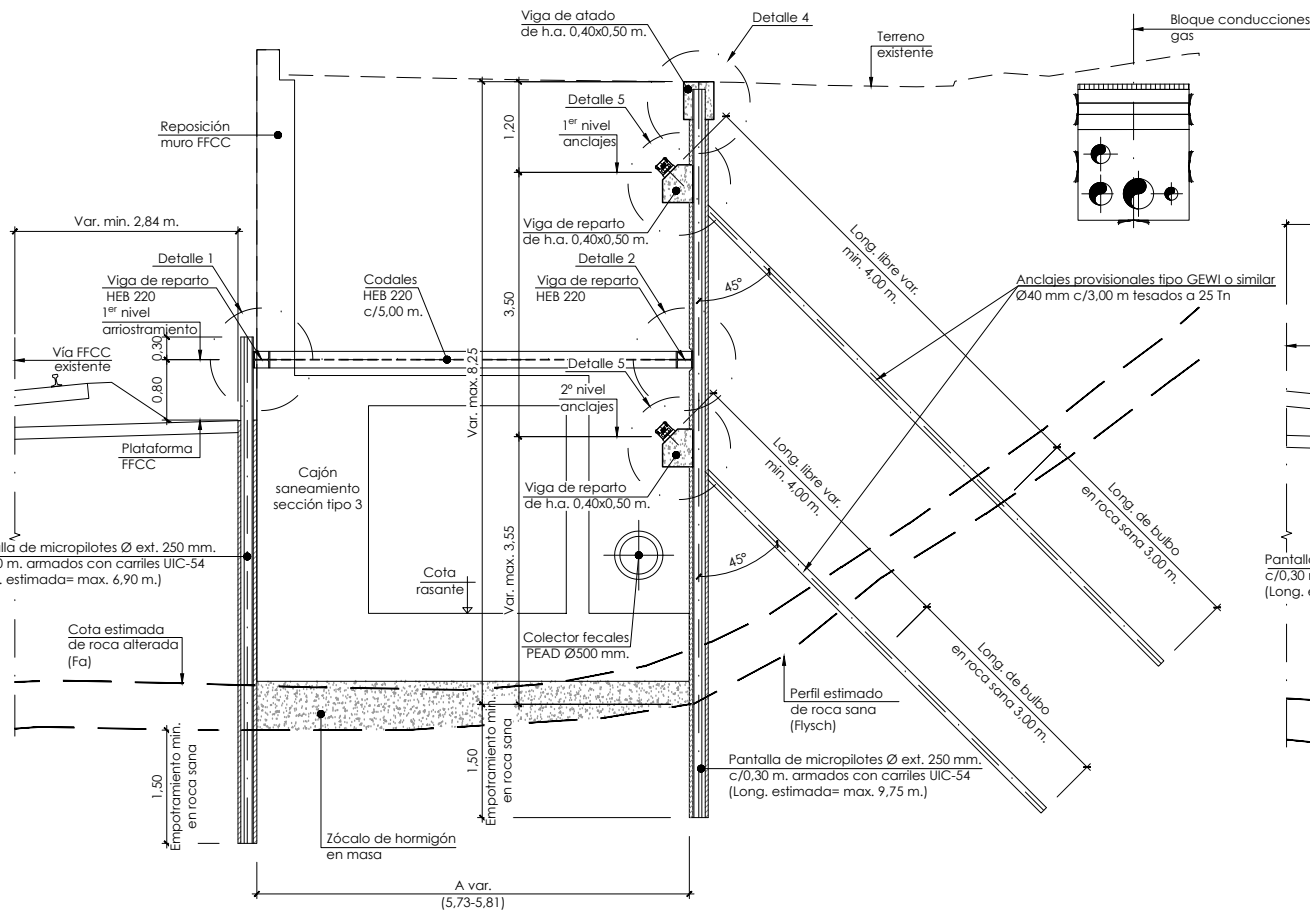 Viga de atado
de h.a. 0,40x0,50 m.
Detalle 4
Terreno
existente
Bloque conducciones
gas
Detalle 5
1er nivel
anclajes
1,20
Reposición
muro FFCC
Var. min. 2,84 m.
Viga de reparto
de h.a. 0,40x0,50 m.
Long. libre var.
min. 4,00 m.
Detalle 1
Viga de reparto
HEB 220
1er nivel
arriostramiento
Codales
HEB 220
c/5,00 m.
Detalle 2
Viga de reparto
HEB 220
3,50
45°
Anclajes provisionales tipo GEWI o similar
Ø40 mm c/3,00 m tesados a 25 Tn
Vía FFCC
existente
0,30
0,80
Var. max. 8,25
Detalle 5
2º nivel
anclajes
Plataforma
FFCC
Cajón
saneamiento
sección tipo 3
Viga de reparto
de h.a. 0,40x0,50 m.
Long. libre var.
min. 4,00 m.
Long. de bulbo
en roca sana 3,00 m.
lla de micropilotes Ø ext. 250 mm.
0 m. armados con carriles UIC-54
. estimada= max. 6,90 m.)
Var. max. 3,55
45°
Cota
rasante
Pantalla
c/0,30 m
(Long. e
Cota estimada
de roca alterada
(Fa)
Colector fecales
PEAD Ø500 mm.
Long. de bulbo
en roca sana 3,00 m.
Perfil estimado
de roca sana
(Flysch)
1,50
Empotramiento min.
en roca sana
1,50
Empotramiento min.
en roca sana
Pantalla de micropilotes Ø ext. 250 mm.
c/0,30 m. armados con carriles UIC-54
(Long. estimada= max. 9,75 m.)
Zócalo de hormigón
en masa
A var.
(5,73-5,81)